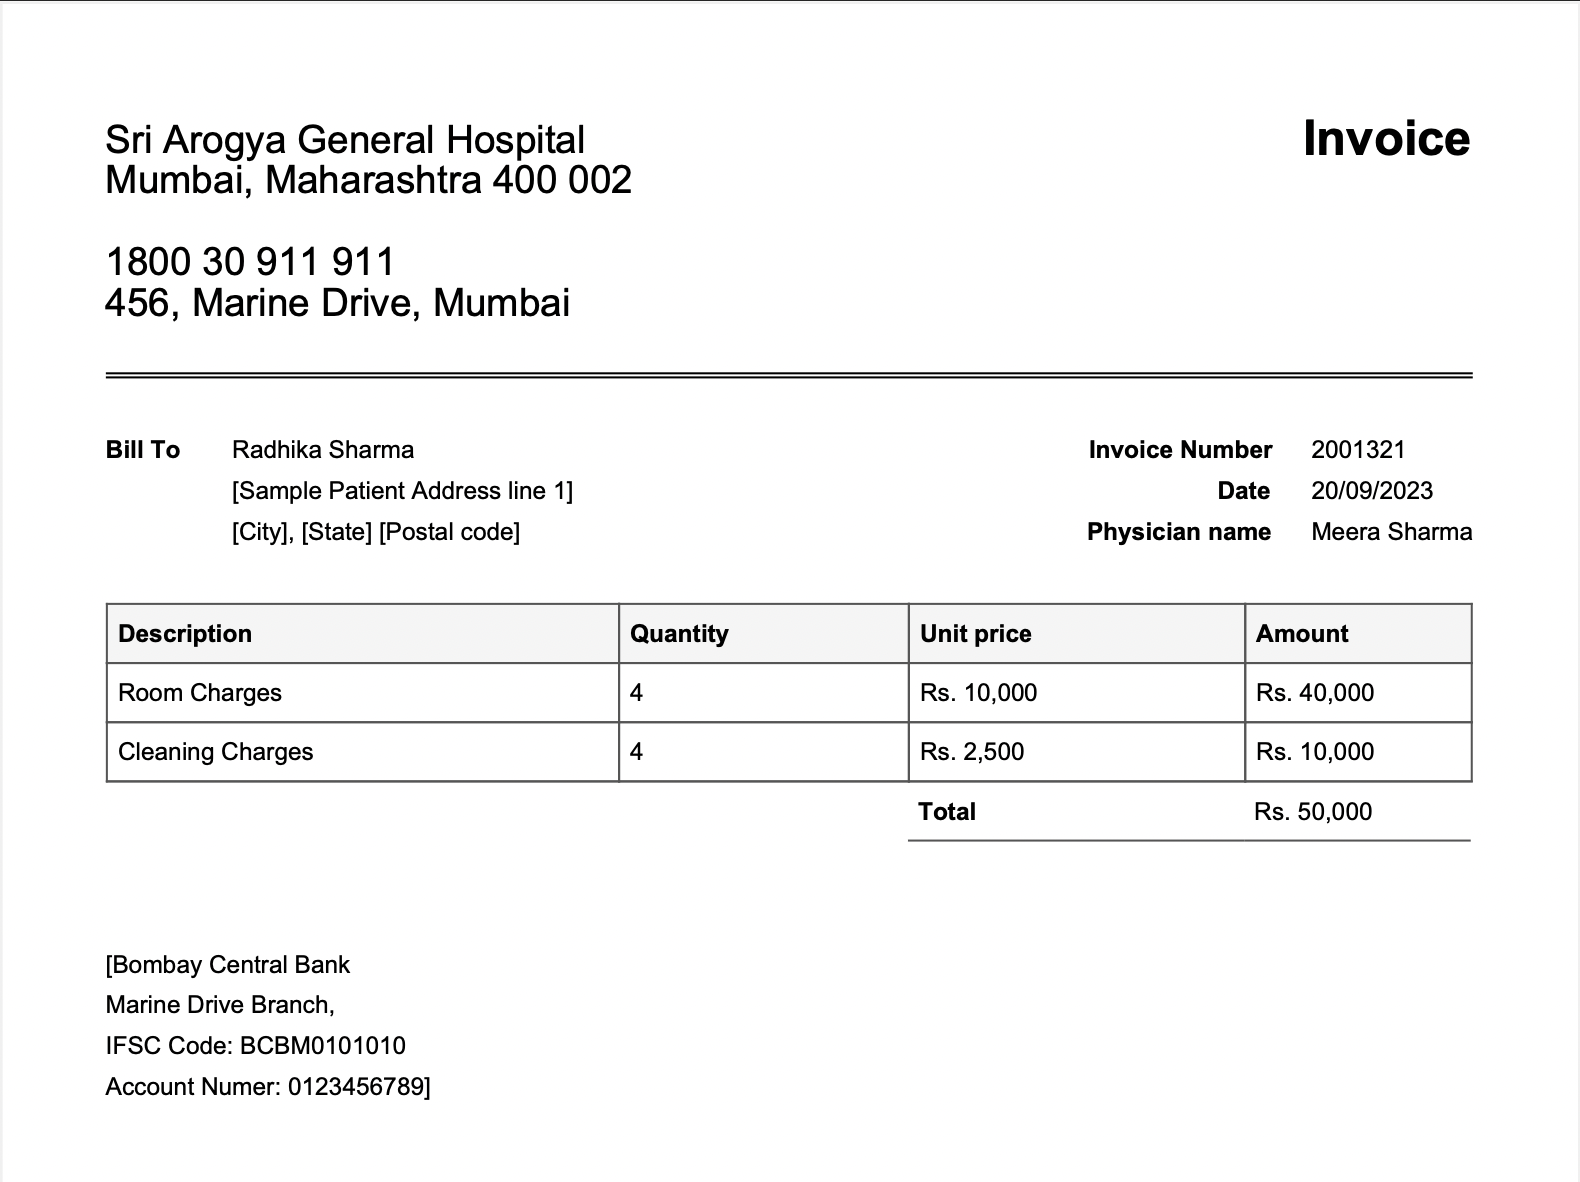 Sri Arogya General Hospital
Mumbai, Maharashtra 400 002
Invoice
1800 30 911 911
456, Marine Drive, Mumbai
Bill To Radhika Sharma
[Sample Patient Address line 1]
[City], [State] [Postal code]
Invoice Number 2001321
Date 20/09/2023
Physician name Meera Sharma
Description Quantity Unit price Amount
Room Charges 4 Rs. 10,000 Rs. 40,000
Cleaning Charges 4 Rs. 2,500 Rs. 10,000
Total Rs. 50,000
[Bombay Central Bank
Marine Drive Branch,
IFSC Code: BCBM0101010
Account Numer: 0123456789]